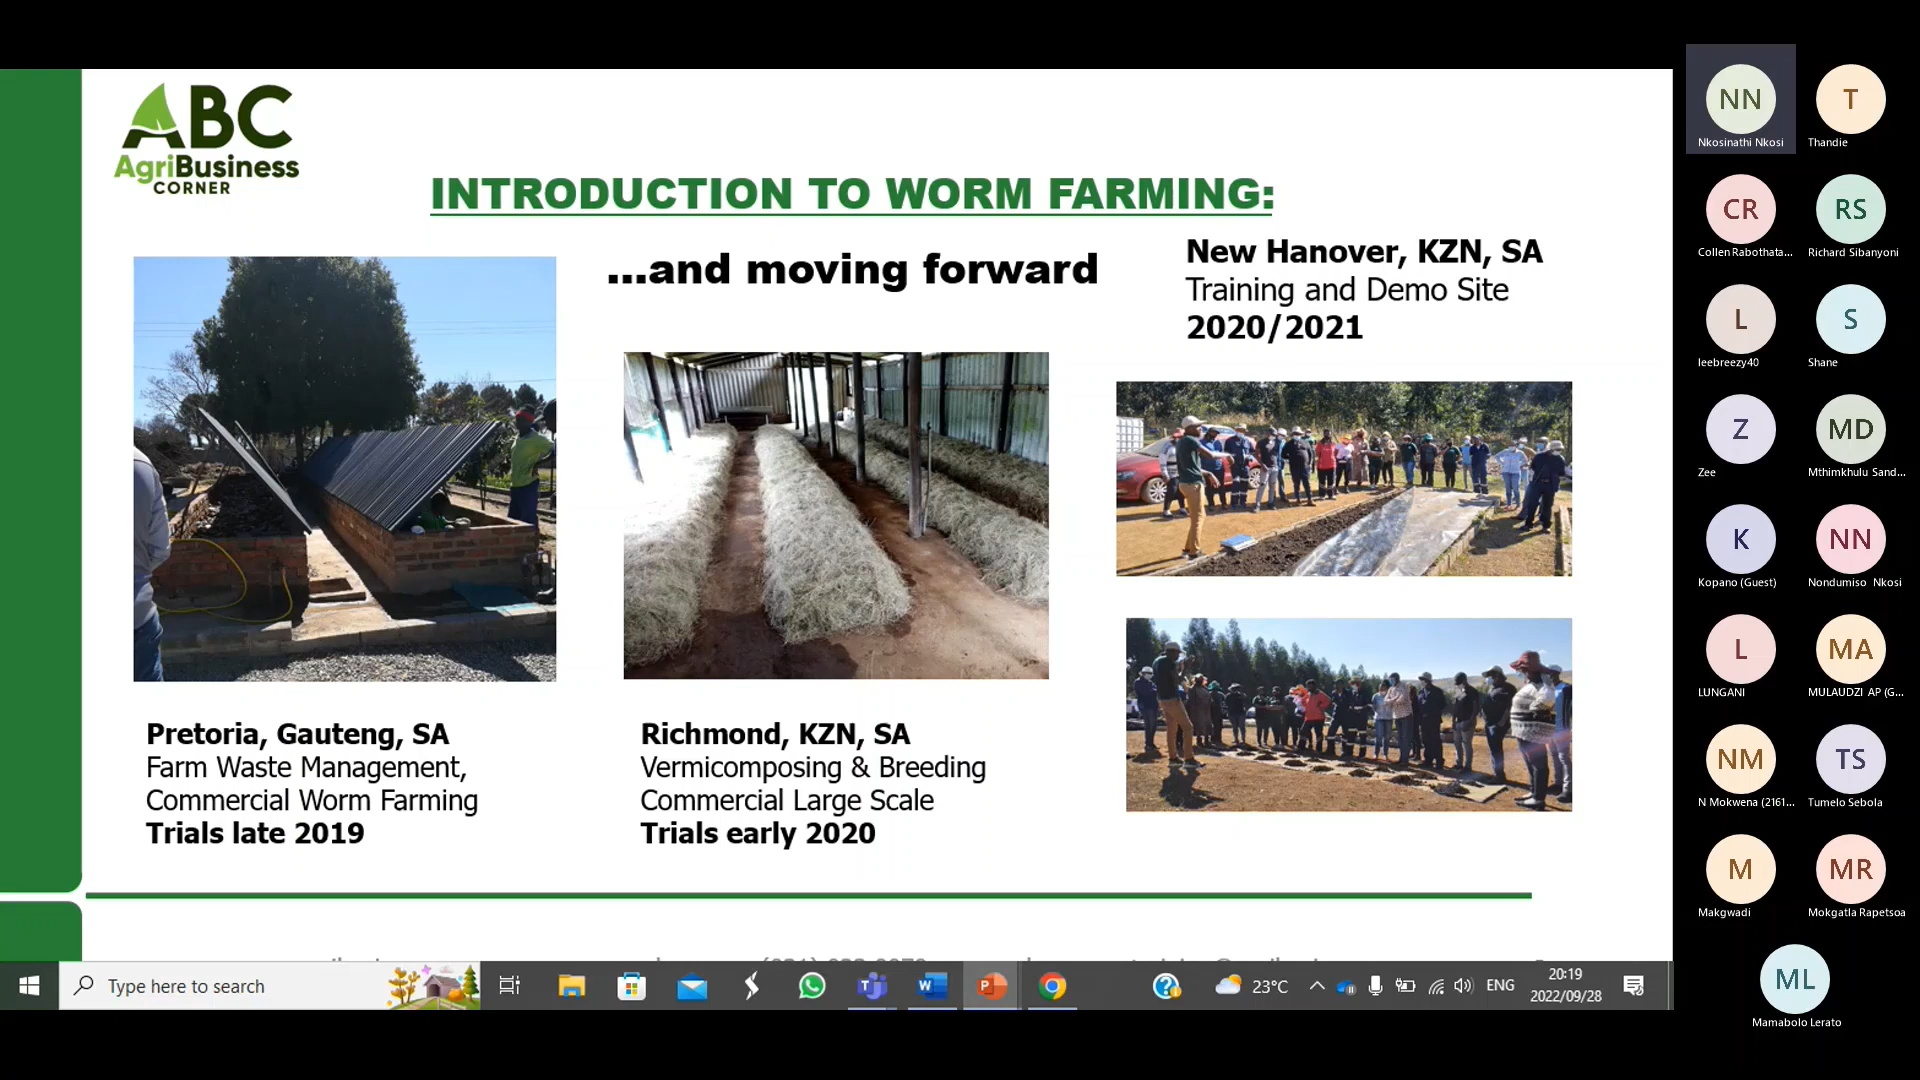 ABC
AgriBusiness
CORNER
INTRODUCTION TO WORM FARMING:
...and moving forward
New Hanover, KZN, SA
Training and Demo Site
2020/2021
Pretoria, Gauteng, SA
Farm Waste Management,
Commercial Worm Farming
Trials late 2019
Richmond, KZN, SA
Vermicomposing & Breeding
Commercial Large Scale
Trials early 2020
Type here to search
23°C
ENG
20:19
2022/09/28
NN
Nkosinathi Nkosi
T
Thandie
CR
Collen Rabothata...
RS
Richard Sibanyoni
L
leebreezy40
S
Shane
Z
Zee
MD
Mthimkhulu Sand...
K
Kopano (Guest)
NN
Nondumiso Nkosi
L
LUNGANI
MA
MULAUDZI AP (G...
NM
N Mokwena (2161...
TS
Tumelo Sebola
M
Makgwadi
MR
Mokgatla Rapetsoa
ML
Mamabolo Lerato